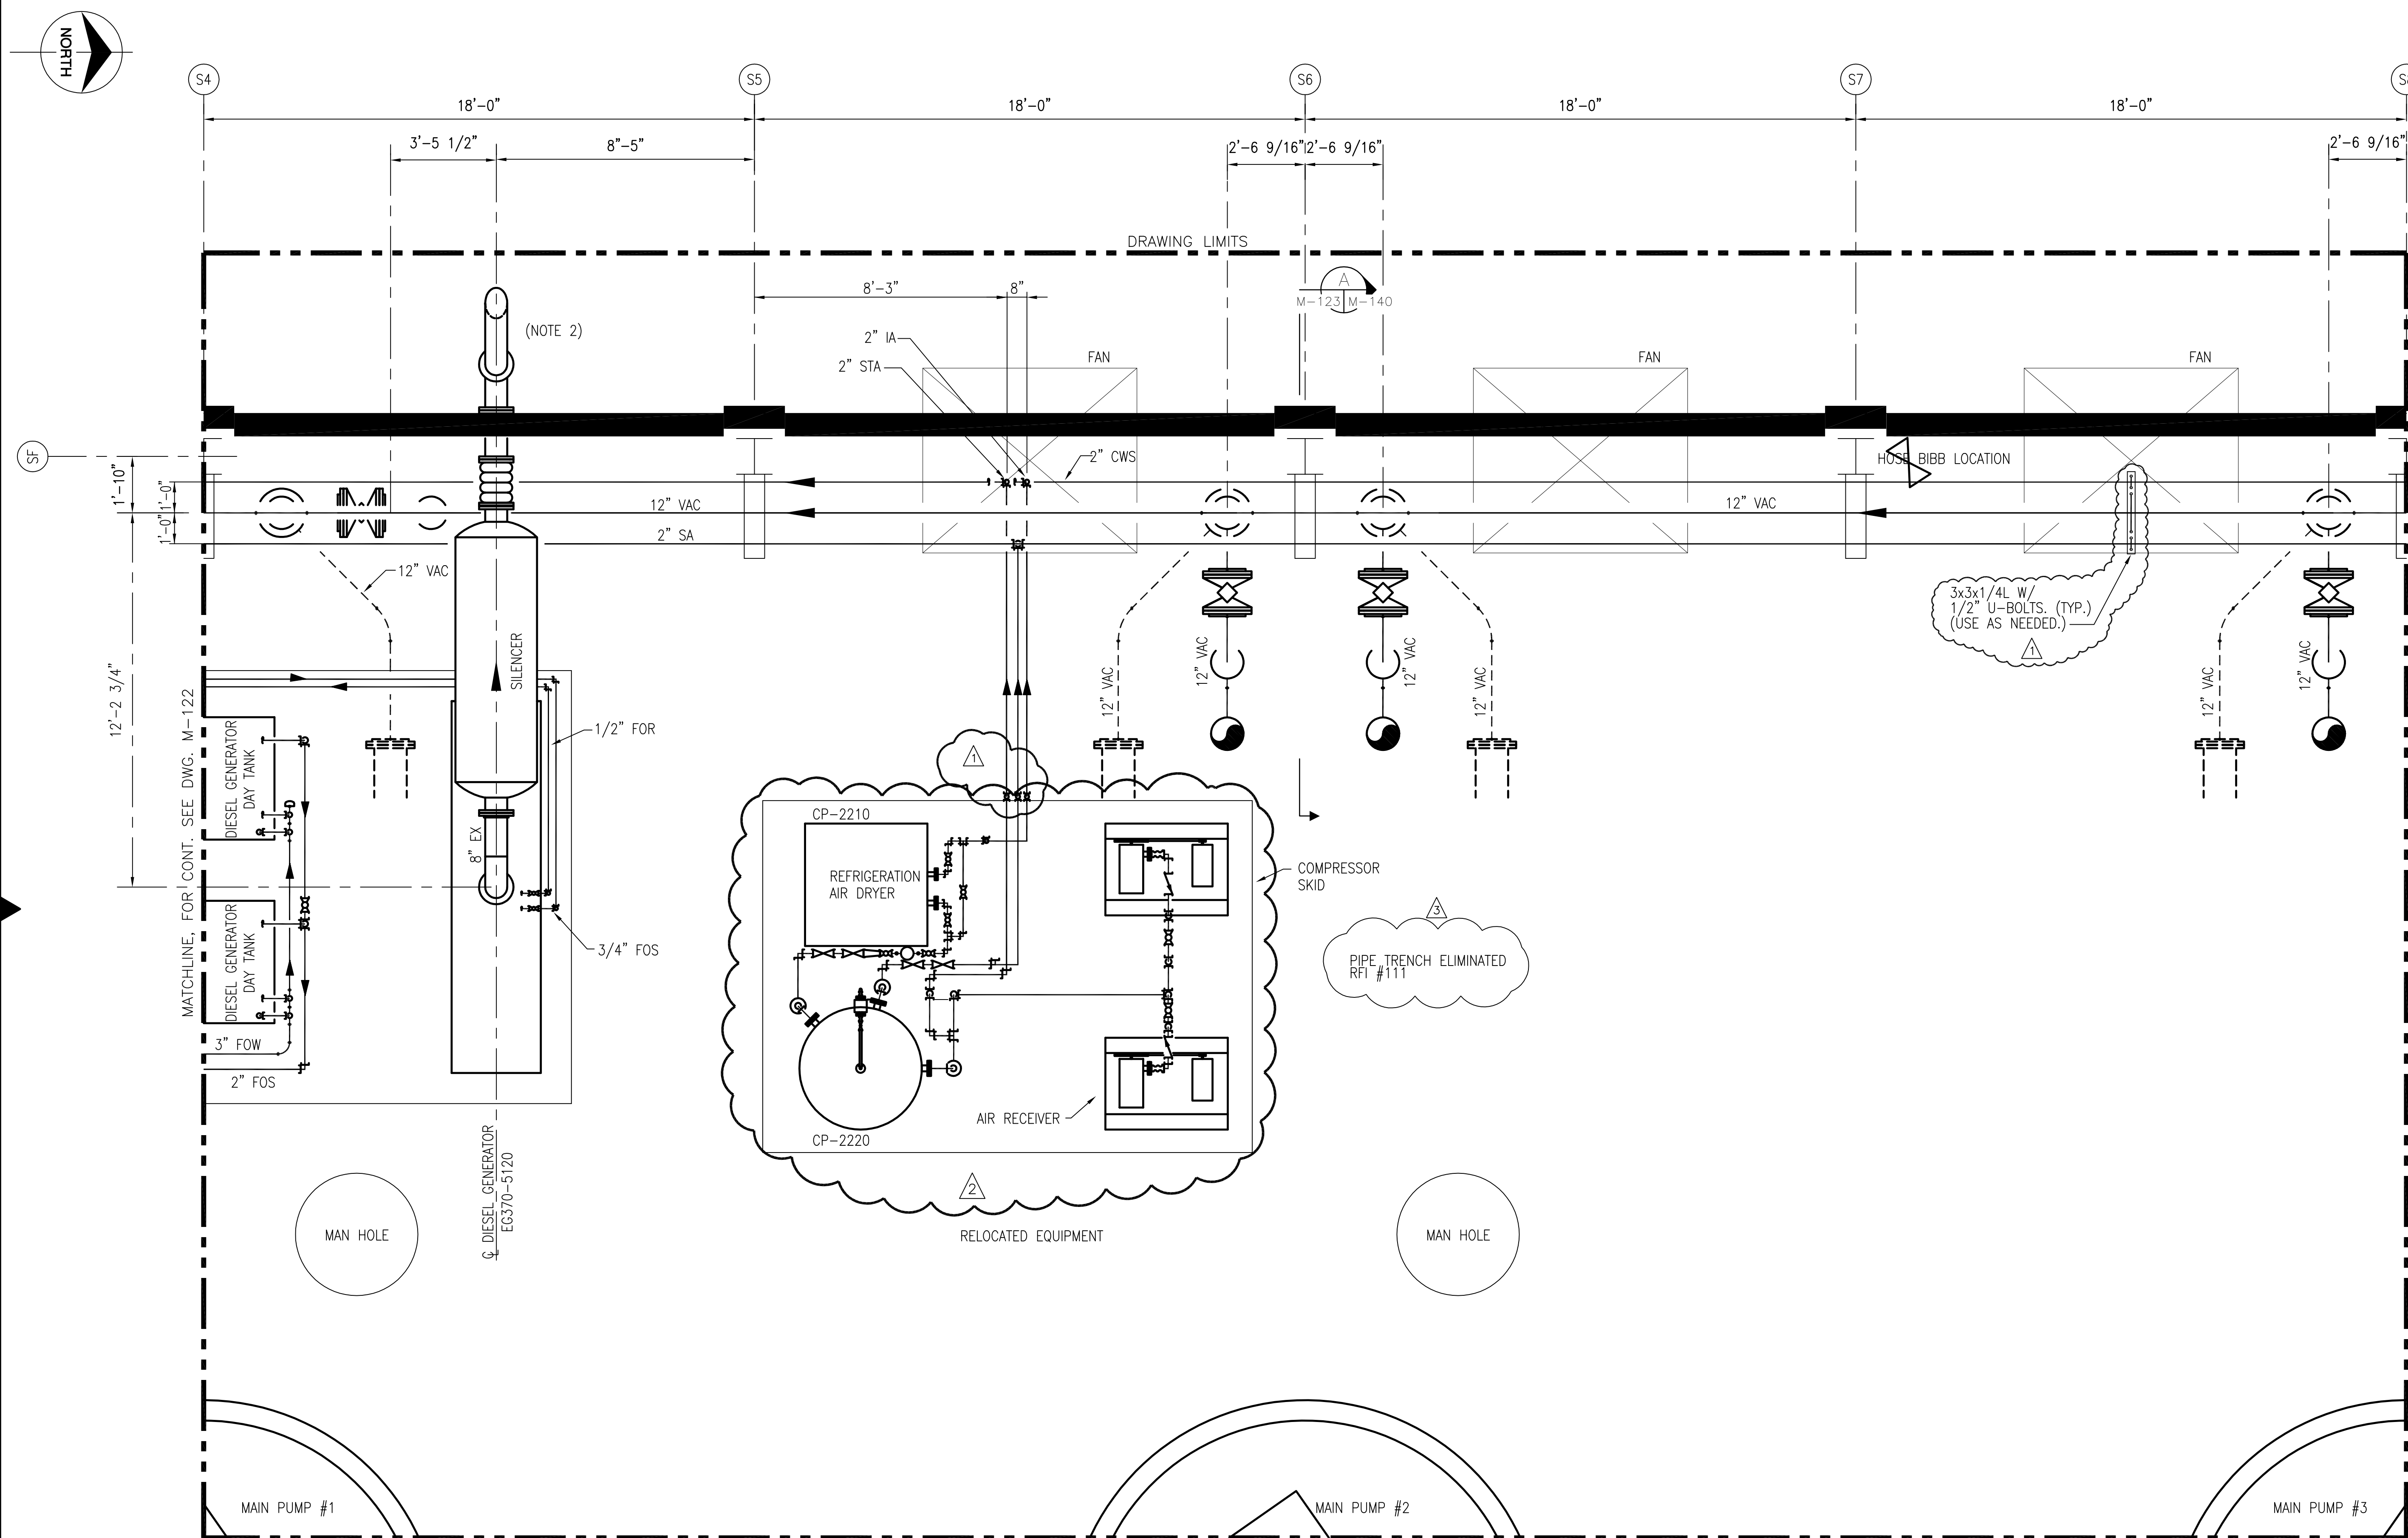 NORTH
S4
S5
S6
S7
18'-0"
18'-0"
18'-0"
18'-0"
3'-5 1/2"
8"-5"
2'-6 9/16"
2'-6 9/16"
2'-6 9/16"
DRAWING LIMITS
8'-3"
8"
A
M-123
M-140
(NOTE 2)
2" IA
2" STA
FAN
FAN
FAN
SF
1'-10"
1'-0"
1'-0"
2" CWS
HOSE BIBB LOCATION
12" VAC
12" VAC
2" SA
12" VAC
3x3x1/4L W/
1/2" U-BOLTS. (TYP.)
(USE AS NEEDED.)
1
SILENCER
12" VAC
12" VAC
12" VAC
12" VAC
12" VAC
12" VAC
12'-2 3/4"
MATCHLINE, FOR CONT. SEE DWG. M-122
DIESEL GENERATOR
DAY TANK
1/2" FOR
1
8" EX
CP-2210
REFRIGERATION
AIR DRYER
COMPRESSOR
SKID
DIESEL GENERATOR
DAY TANK
3/4" FOS
3
PIPE TRENCH ELIMINATED
RFI #111
3" FOW
2" FOS
AIR RECEIVER
CP-2220
℄ DIESEL GENERATOR
EG370-5120
2
RELOCATED EQUIPMENT
MAN HOLE
MAN HOLE
MAIN PUMP #1
MAIN PUMP #2
MAIN PUMP #3